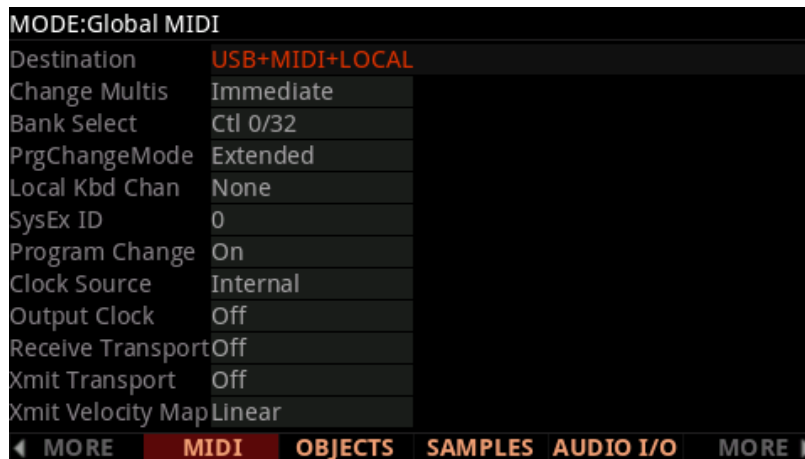 MODE:Global MIDI
Destination USB+MIDI+LOCAL
Change Multis Immediate
Bank Select Ctl 0/32
PrgChangeMode Extended
Local Kbd Chan None
SysEx ID 0
Program Change On
Clock Source Internal
Output Clock Off
Receive Transport Off
Xmit Transport Off
Xmit Velocity Map Linear
MORE MIDI OBJECTS SAMPLES AUDIO I/O MORE